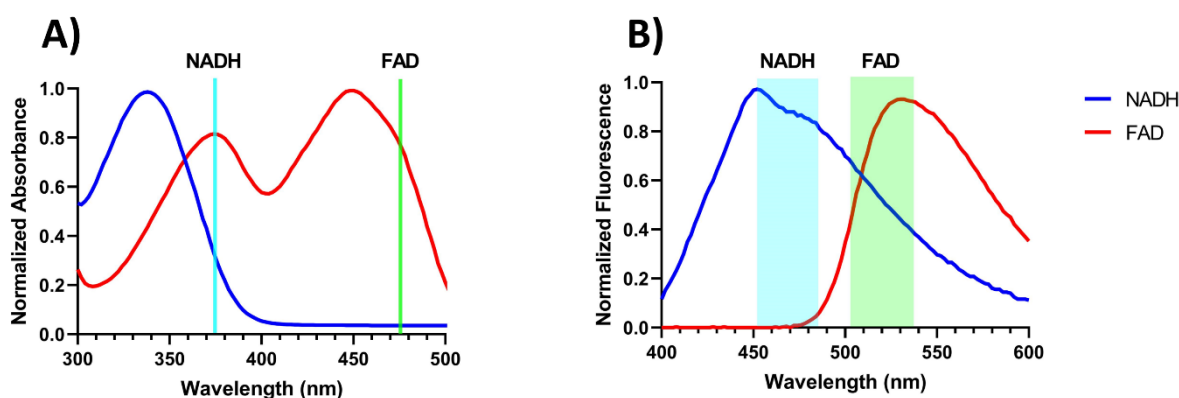 A)
NADH FAD
Normalized Absorbance
1.0
0.8
0.6
0.4
0.2
0.0
300 350 400 450 500
Wavelength (nm)
B)
NADH FAD
Normalized Fluorescence
1.0
0.8
0.6
0.4
0.2
0.0
400 450 500 550 600
Wavelength (nm)
NADH
FAD